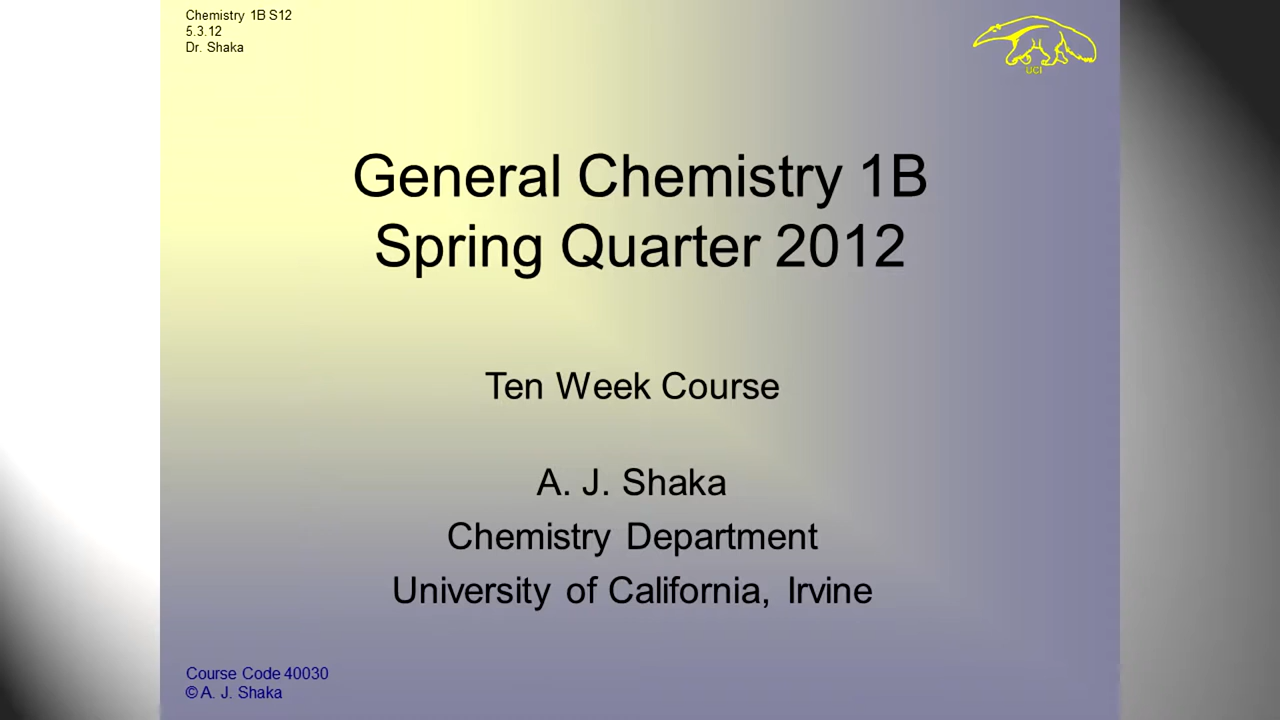 Chemistry 1B S12
5.3.12
Dr. Shaka
UCI
General Chemistry 1B
Spring Quarter 2012
Ten Week Course
A. J. Shaka
Chemistry Department
University of California, Irvine
Course Code 40030
© A. J. Shaka